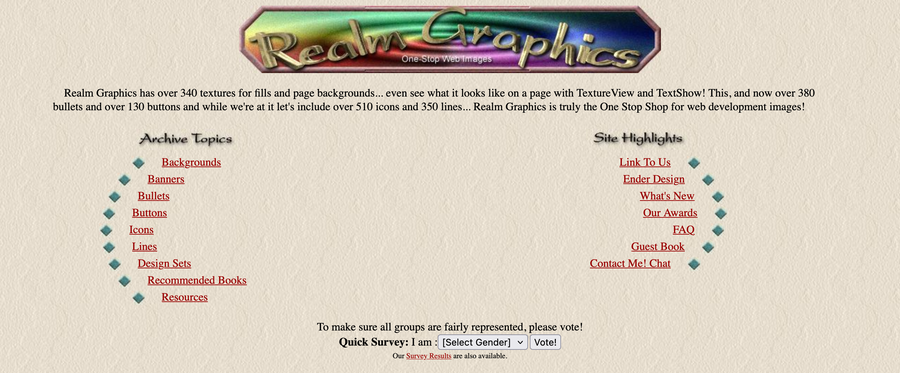 Realm Graphics
One-Stop Web Images
Realm Graphics has over 340 textures for fills and page backgrounds... even see what it looks like on a page with TextureView and TextShow! This, and now over 380
bullets and over 130 buttons and while we're at it let's include over 510 icons and 350 lines... Realm Graphics is truly the One Stop Shop for web development images!
Archive Topics
Backgrounds
Banners
Bullets
Buttons
Icons
Lines
Design Sets
Recommended Books
Resources
Site Highlights
Link To Us
Ender Design
What's New
Our Awards
FAQ
Guest Book
Contact Me! Chat
To make sure all groups are fairly represented, please vote!
Quick Survey: I am : [Select Gender] Vote!
Our Survey Results are also available.